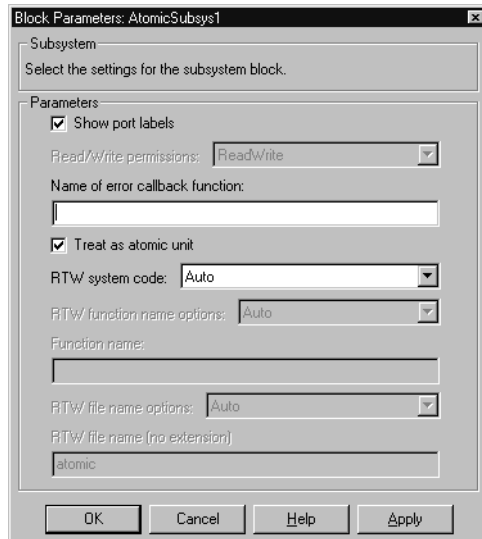 Block Parameters: AtomicSubsys1
Subsystem
Select the settings for the subsystem block.
Parameters
Show port labels
Read/Write permissions: ReadWrite
Name of error callback function:
Treat as atomic unit
RTW system code: Auto
RTW function name options: Auto
Function name:
RTW file name options: Auto
RTW file name (no extension)
atomic
OK Cancel Help Apply